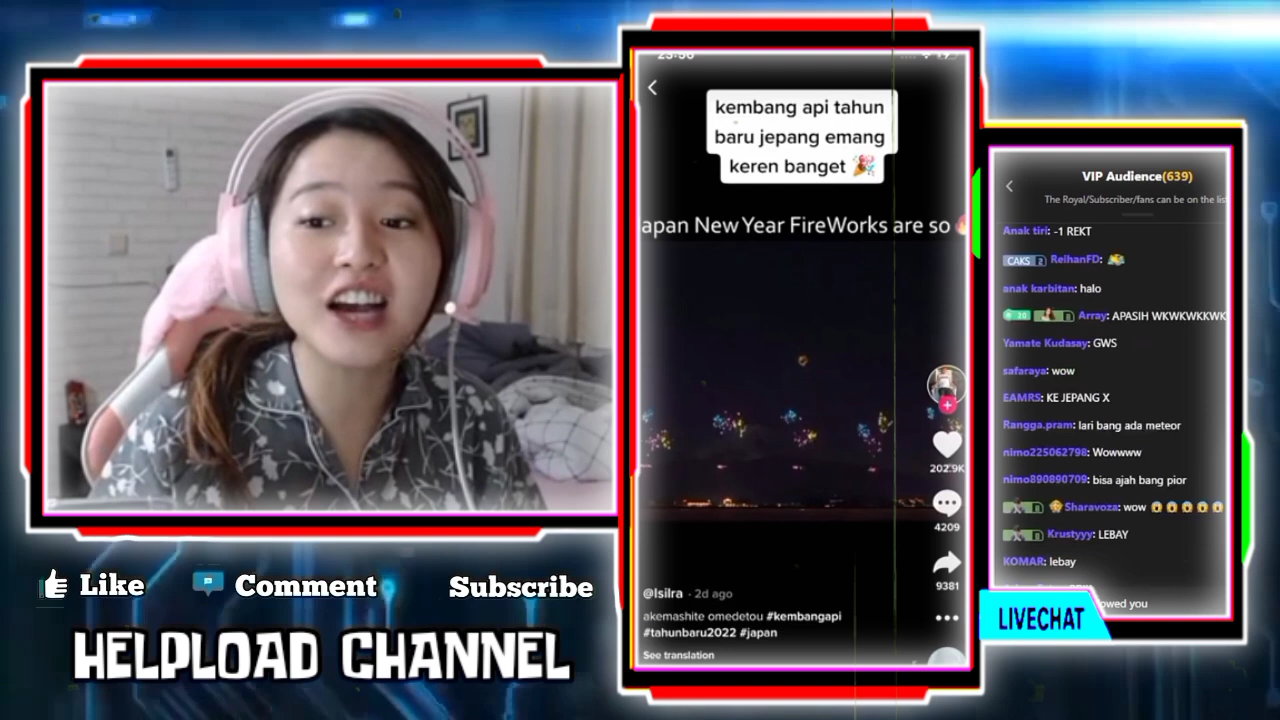 Like
Comment
Subscribe
HELPLOAD CHANNEL
23:56
kembang api tahun
baru jepang emang
keren banget 🎉
apan New Year FireWorks are so 🔥
202.9K
4209
9381
@lsilra · 2d ago
akemashite omedetou #kembangapi
#tahunbaru2022 #japan
See translation
VIP Audience(639)
The Royal/Subscriber/fans can be on the list
Anak tiri: -1 REKT
CAKS 2 ReihanFD:
anak karbitan: halo
20 Array: APASIH WKWKWKKWK
Yamate Kudasay: GWS
safaraya: wow
EAMRS: KE JEPANG X
Rangga.pram: lari bang ada meteor
nimo225062798: Wowwww
nimo890890709: bisa ajah bang pior
Sharavoza: wow 😱😱😱😱😱
Krustyyy: LEBAY
KOMAR: lebay
owed you
LIVECHAT